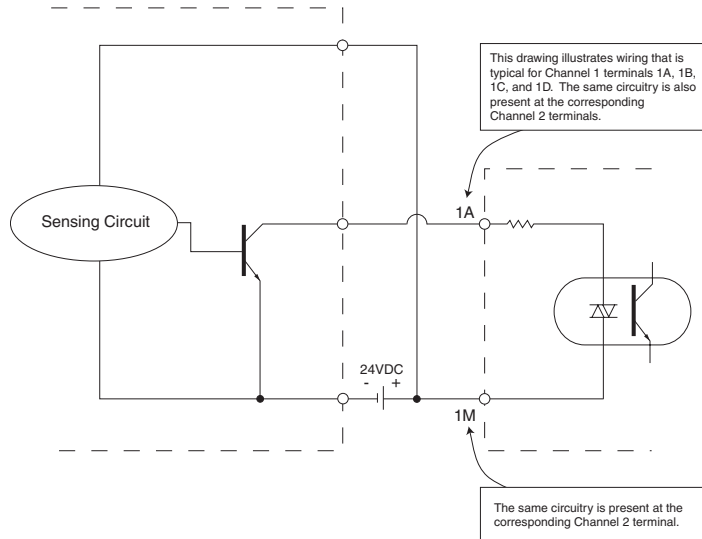 This drawing illustrates wiring that is
typical for Channel 1 terminals 1A, 1B,
1C, and 1D. The same circuitry is also
present at the corresponding
Channel 2 terminals.
1A
Sensing Circuit
24VDC
- +
1M
The same circuitry is present at the
corresponding Channel 2 terminal.